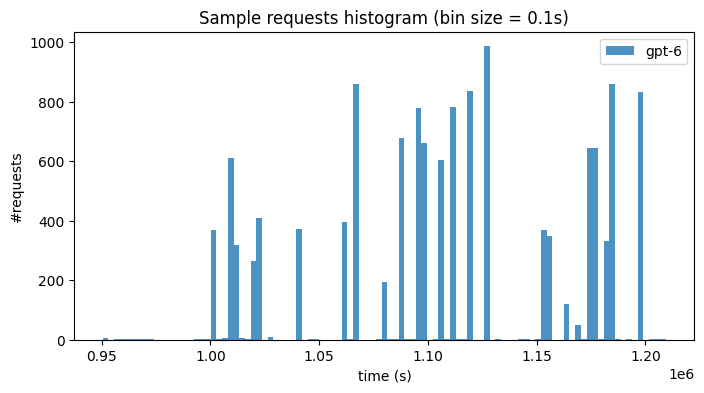 Sample requests histogram (bin size = 0.1s)
gpt-6
#requests
1000
800
600
400
200
0
0.95 1.00 1.05 1.10 1.15 1.20
1e6
time (s)